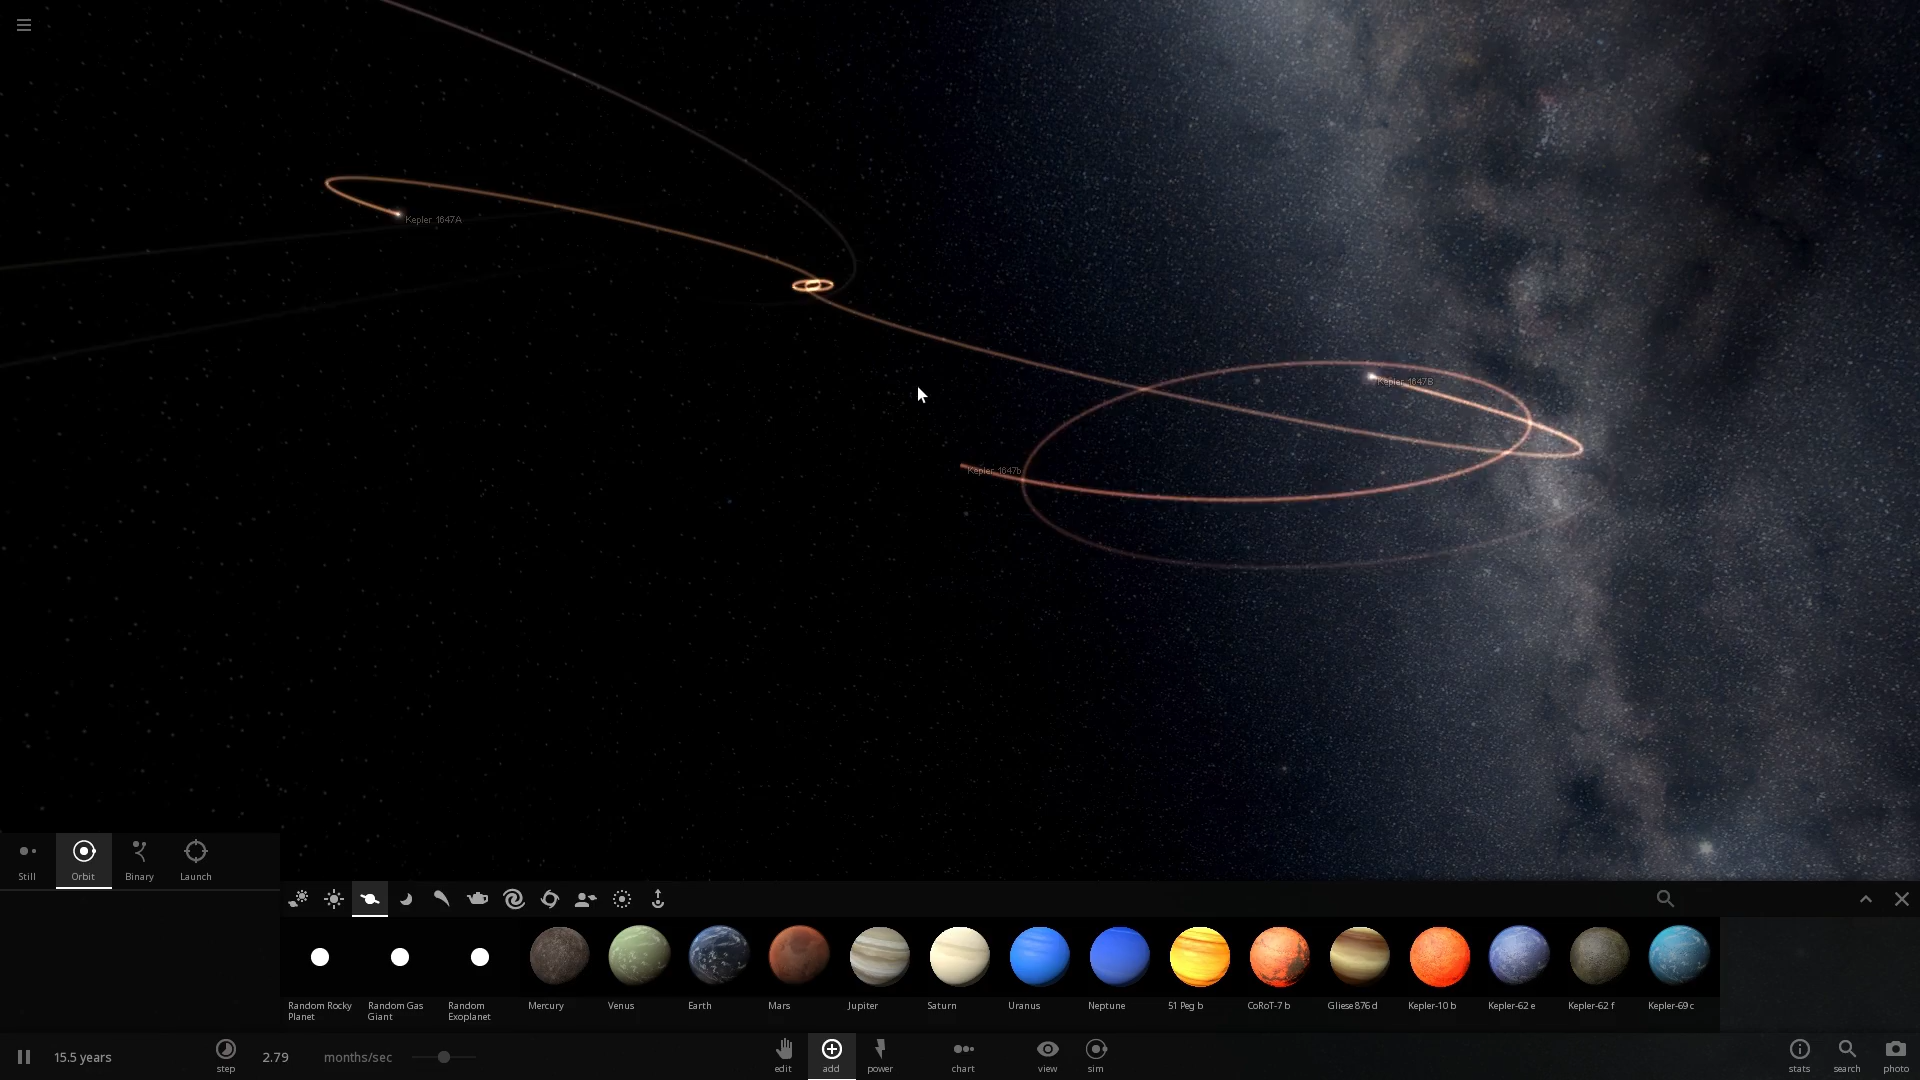 Kepler 1647A
Kepler 1647B
Kepler 1647b
Still
Orbit
Binary
Launch
Random Rocky
Planet
Random Gas
Giant
Random
Exoplanet
Mercury
Venus
Earth
Mars
Jupiter
Saturn
Uranus
Neptune
51 Peg b
CoRoT-7 b
Gliese 876 d
Kepler-10 b
Kepler-62 e
Kepler-62 f
Kepler-69 c
15.5 years
step
2.79
months/sec
edit
add
power
chart
view
sim
stats
search
photo